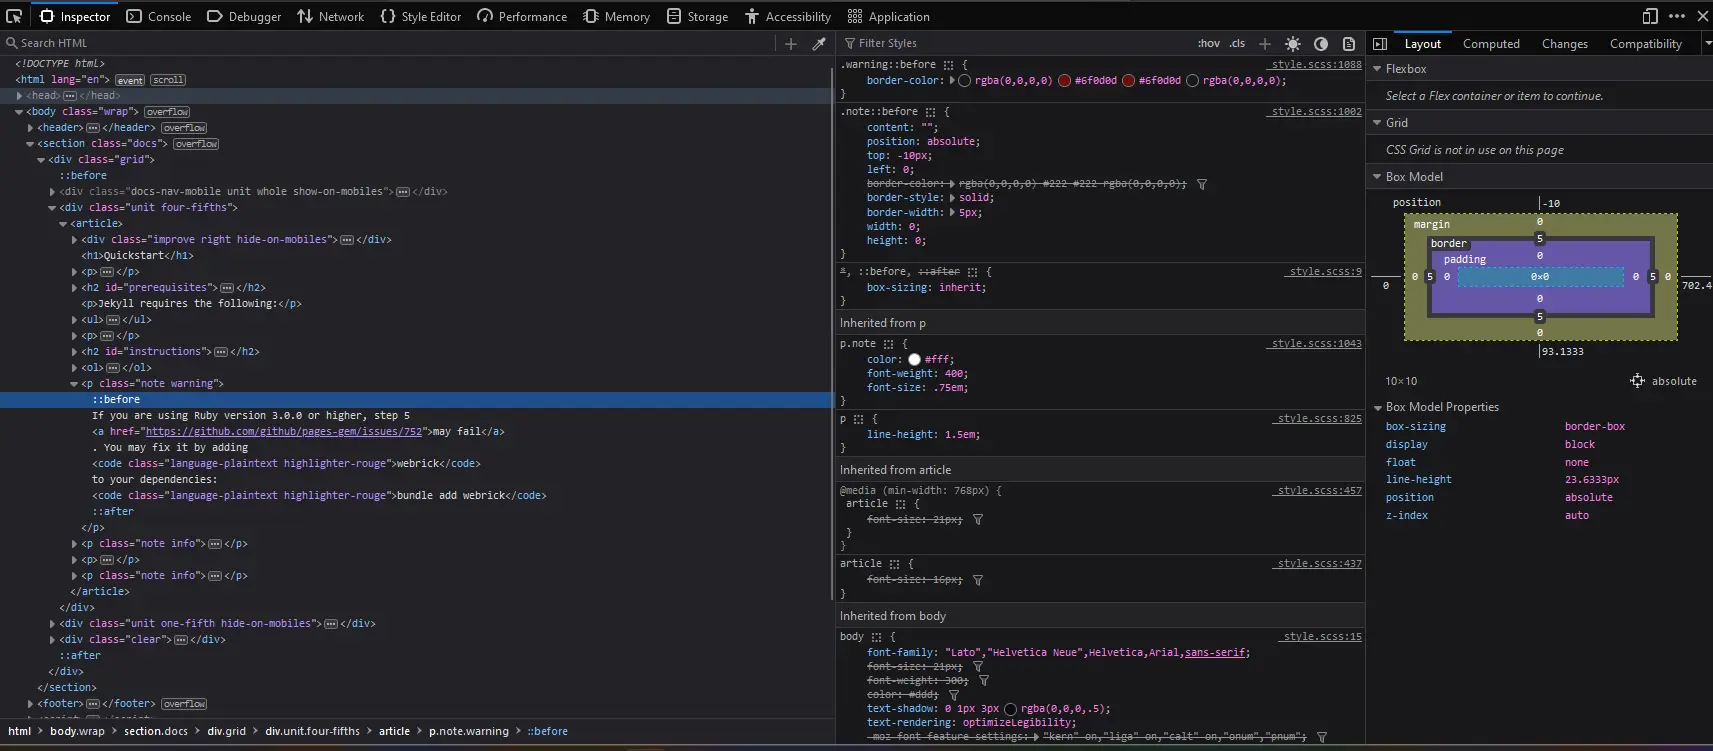 Inspector Console Debugger Network Style Editor Performance Memory Storage Accessibility Application
Search HTML
<!DOCTYPE html>
<html lang="en"> event scroll
<head> ••• </head>
<body class="wrap"> overflow
<header> ••• </header> overflow
<section class="docs"> overflow
<div class="grid">
::before
<div class="docs-nav-mobile unit whole show-on-mobiles"> ••• </div>
<div class="unit four-fifths">
<article>
<div class="improve right hide-on-mobiles"> ••• </div>
<h1>Quickstart</h1>
<p> ••• </p>
<h2 id="prerequisites"> ••• </h2>
<p>Jekyll requires the following:</p>
<ul> ••• </ul>
<p> ••• </p>
<h2 id="instructions"> ••• </h2>
<ol> ••• </ol>
<p class="note warning">
::before
If you are using Ruby version 3.0.0 or higher, step 5
<a href="https://github.com/github/pages-gem/issues/752">may fail</a>
. You may fix it by adding
<code class="language-plaintext highlighter-rouge">webrick</code>
to your dependencies:
<code class="language-plaintext highlighter-rouge">bundle add webrick</code>
::after
</p>
<p class="note info"> ••• </p>
<p> ••• </p>
<p class="note info"> ••• </p>
</article>
</div>
<div class="unit one-fifth hide-on-mobiles"> ••• </div>
<div class="clear"> ••• </div>
::after
</div>
</section>
<footer> ••• </footer> overflow
html > body.wrap > section.docs > div.grid > div.unit.four-fifths > article > p.note.warning > ::before
Filter Styles :hov .cls
.warning::before { style.scss:1088
border-color: rgba(0,0,0,0) #6f0d0d #6f0d0d rgba(0,0,0,0);
}
.note::before { style.scss:1002
content: "";
position: absolute;
top: -10px;
left: 0;
border-color: rgba(0,0,0,0) #222 #222 rgba(0,0,0,0);
border-style: solid;
border-width: 5px;
width: 0;
height: 0;
}
*, ::before, ::after { style.scss:9
box-sizing: inherit;
}
Inherited from p
p.note { style.scss:1043
color: #fff;
font-weight: 400;
font-size: .75em;
}
p { style.scss:825
line-height: 1.5em;
}
Inherited from article
@media (min-width: 768px) { style.scss:457
article {
font-size: 21px;
}
}
article { style.scss:437
font-size: 16px;
}
Inherited from body
body { style.scss:15
font-family: "Lato","Helvetica Neue",Helvetica,Arial,sans-serif;
font-size: 21px;
font-weight: 300;
color: #ddd;
text-shadow: 0 1px 3px rgba(0,0,0,.5);
text-rendering: optimizeLegibility;
-moz-font-feature-settings: "kern" on,"liga" on,"calt" on,"onum","pnum";
Layout Computed Changes Compatibility
Flexbox
Select a Flex container or item to continue.
Grid
CSS Grid is not in use on this page
Box Model
position -10
margin 0
border 5
padding 0
0 0 5 0 0×0 0 5 0 702.4
0
5
0
93.1333
10×10 absolute
Box Model Properties
box-sizing border-box
display block
float none
line-height 23.6333px
position absolute
z-index auto